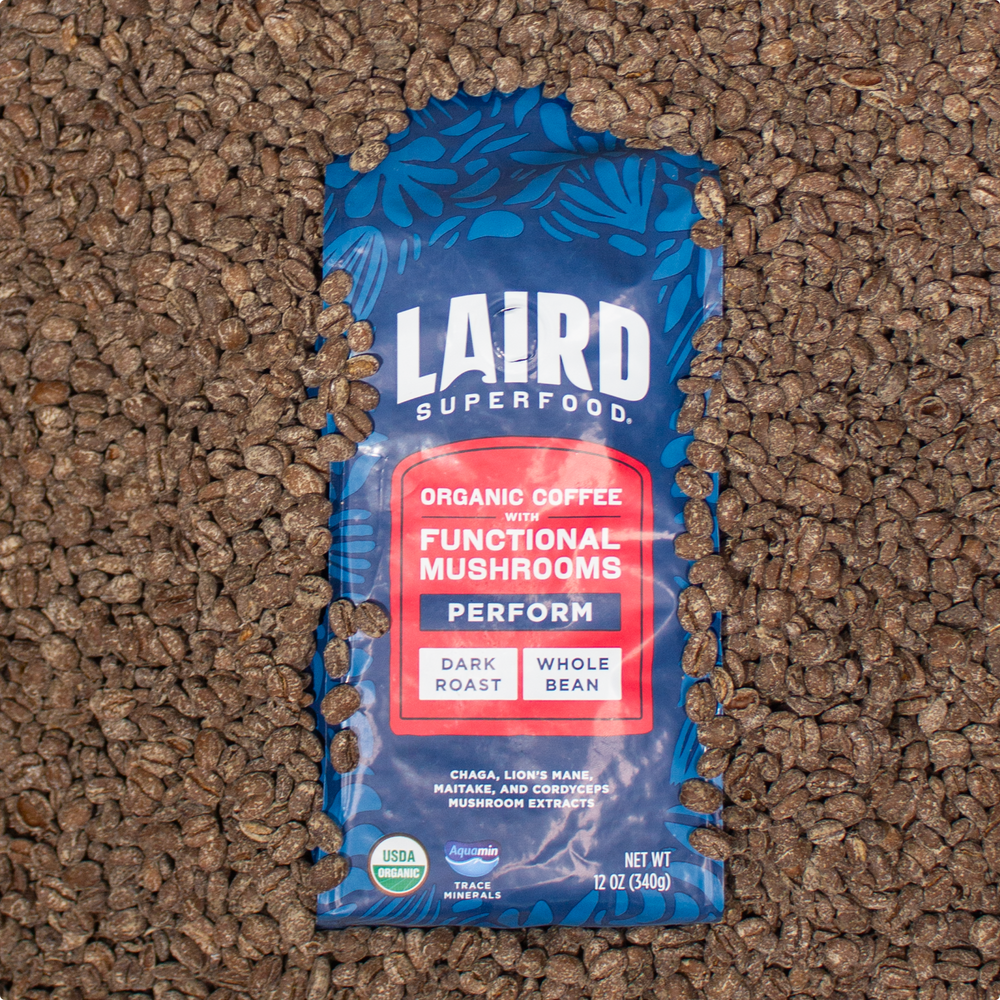 LAIRD
SUPERFOOD®
ORGANIC COFFEE
WITH
FUNCTIONAL
MUSHROOMS
PERFORM
DARK
ROAST
WHOLE
BEAN
CHAGA, LION'S MANE,
MAITAKE, AND CORDYCEPS
MUSHROOM EXTRACTS
USDA
ORGANIC
Aquamin
TRACE
MINERALS
NET WT
12 OZ (340g)